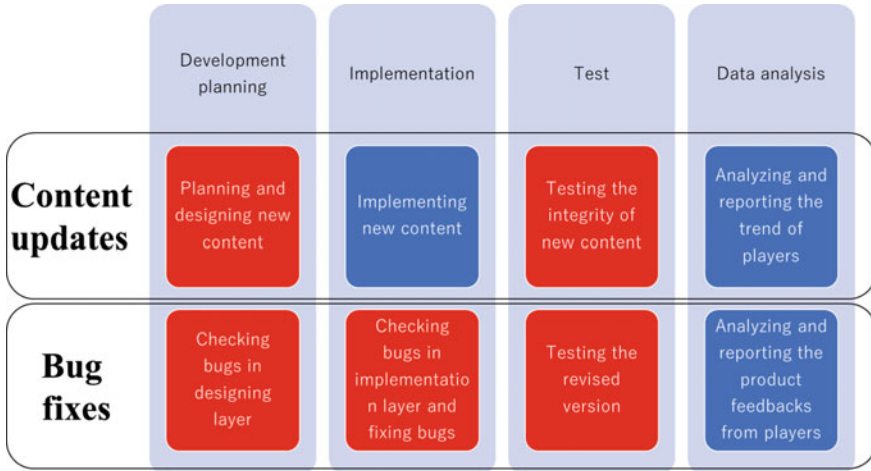 Development
planning
Implementation
Test
Data analysis
Content
updates
Planning and
designing new
content
Implementing
new content
Testing the
integrity of
new content
Analyzing and
reporting the
trend of
players
Bug
fixes
Checking
bugs in
designing
layer
Checking
bugs in
implementatio
n layer and
fixing bugs
Testing the
revised
version
Analyzing and
reporting the
product
feedbacks
from players